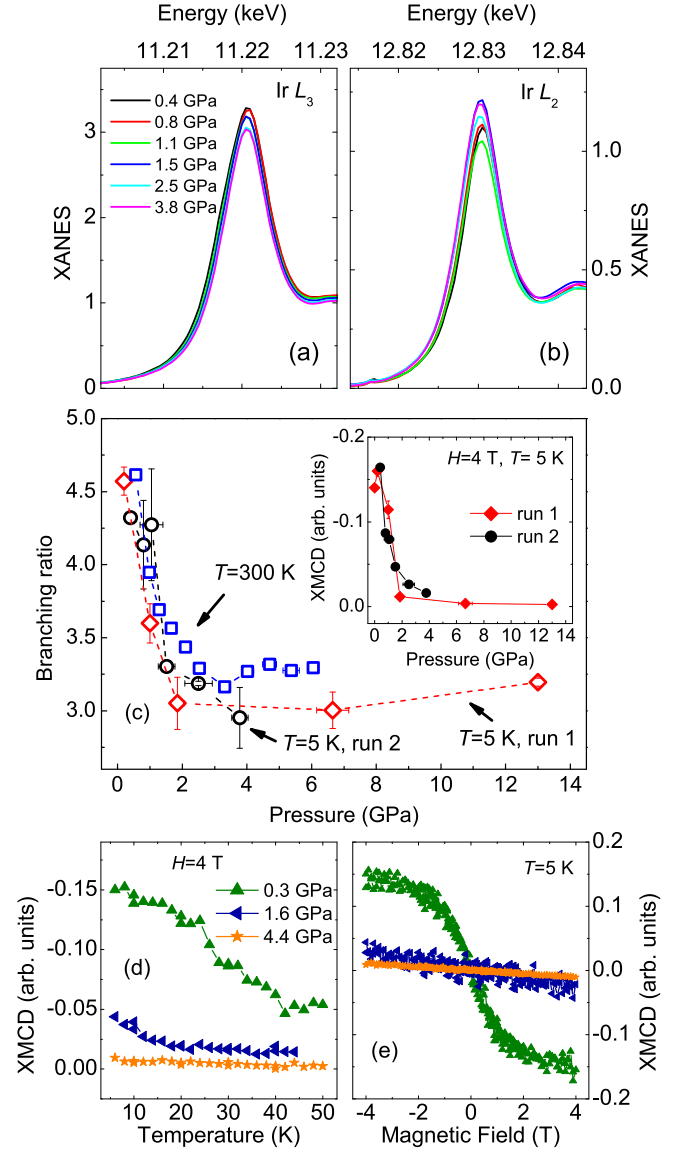 Energy (keV) Energy (keV)
11.21 11.22 11.23 12.82 12.83 12.84
Ir L3 Ir L2
0.4 GPa
0.8 GPa
1.1 GPa
1.5 GPa
2.5 GPa
3.8 GPa
3
2
1
0
XANES
(a)
1.0
0.5
0.0
XANES
(b)
5.0
4.5
4.0
3.5
3.0
Branching ratio
T=300 K
(c)
T=5 K, run 2
T=5 K, run 1
0 2 4 6 8 10 12 14
Pressure (GPa)
-0.2
-0.1
0.0
XMCD (arb. units)
H=4 T, T= 5 K
run 1
run 2
0 2 4 6 8 10 12 14
Pressure (GPa)
H=4 T
0.3 GPa
1.6 GPa
4.4 GPa
-0.15
-0.10
-0.05
0.00
XMCD (arb. units)
(d)
10 20 30 40 50
Temperature (K)
T=5 K
0.2
0.1
0.0
-0.1
-0.2
XMCD (arb. units)
(e)
-4 -2 0 2 4
Magnetic Field (T)